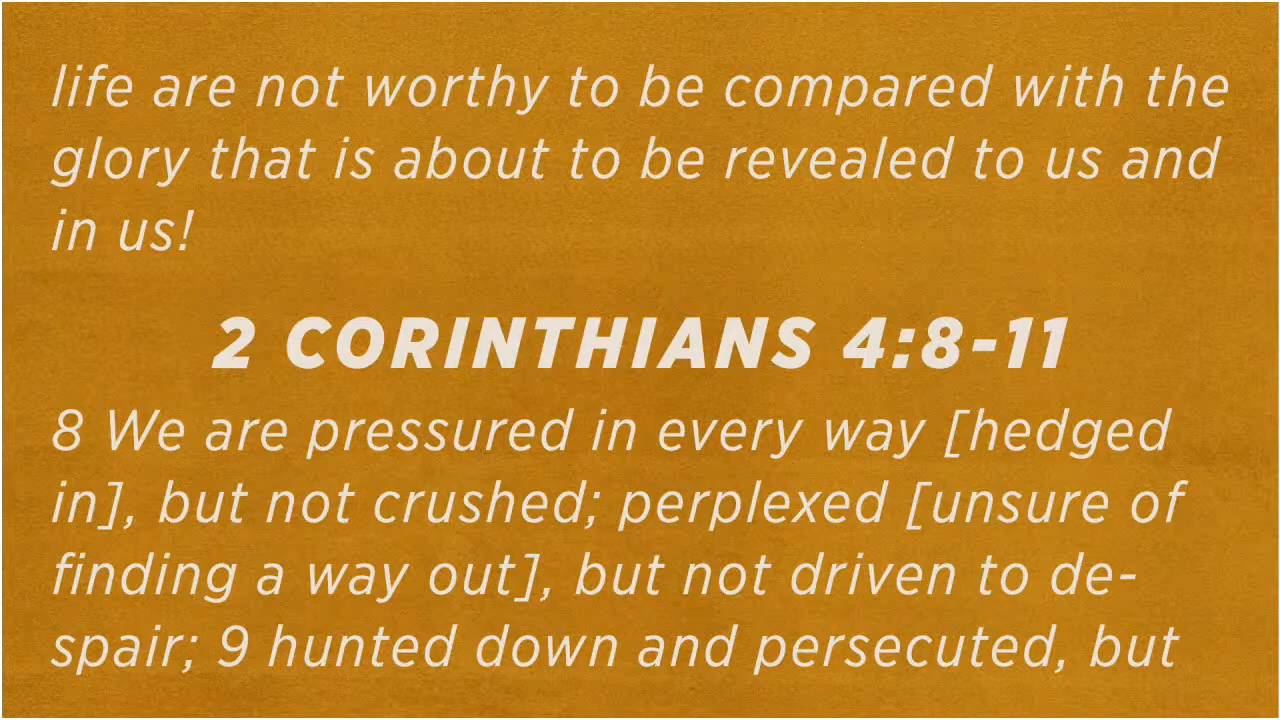 life are not worthy to be compared with the
glory that is about to be revealed to us and
in us!
2 CORINTHIANS 4:8-11
8 We are pressured in every way [hedged
in], but not crushed; perplexed [unsure of
finding a way out], but not driven to de-
spair; 9 hunted down and persecuted, but